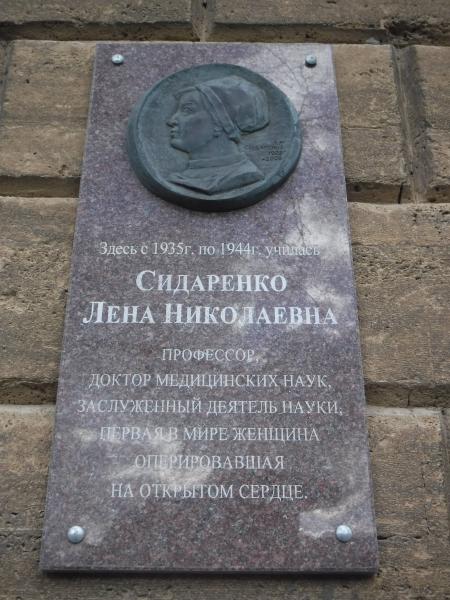 Здесь с 1935г. по 1944г. училась
СИДАРЕНКО
ЛЕНА НИКОЛАЕВНА
ПРОФЕССОР,
ДОКТОР МЕДИЦИНСКИХ НАУК,
ЗАСЛУЖЕННЫЙ ДЕЯТЕЛЬ НАУКИ,
ПЕРВАЯ В МИРЕ ЖЕНЩИНА
ОПЕРИРОВАВШАЯ
НА ОТКРЫТОМ СЕРДЦЕ.